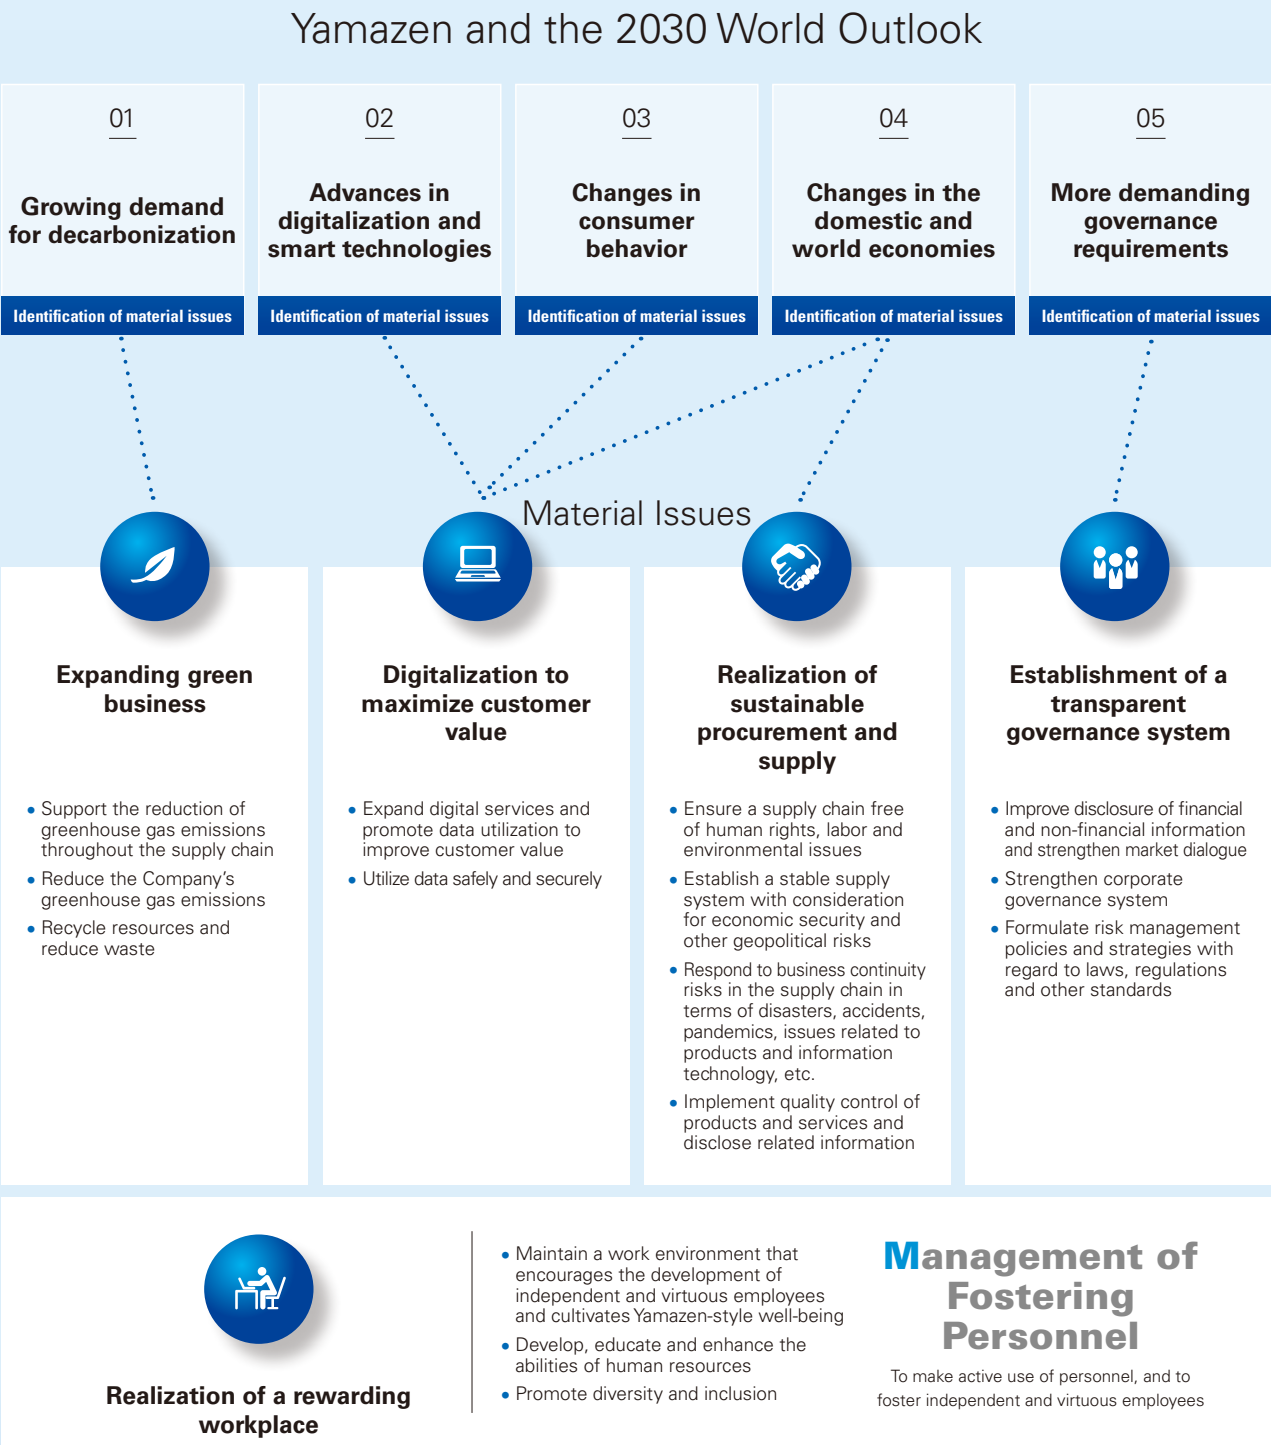 Yamazen and the 2030 World Outlook
01
Growing demand
for decarbonization
Identification of material issues
02
Advances in
digitalization and
smart technologies
Identification of material issues
03
Changes in
consumer
behavior
Identification of material issues
04
Changes in the
domestic and
world economies
Identification of material issues
05
More demanding
governance
requirements
Identification of material issues
Material Issues
Expanding green
business
• Support the reduction of
greenhouse gas emissions
throughout the supply chain
• Reduce the Company’s
greenhouse gas emissions
• Recycle resources and
reduce waste
Digitalization to
maximize customer
value
• Expand digital services and
promote data utilization to
improve customer value
• Utilize data safely and securely
Realization of
sustainable
procurement and
supply
• Ensure a supply chain free
of human rights, labor and
environmental issues
• Establish a stable supply
system with consideration
for economic security and
other geopolitical risks
• Respond to business continuity
risks in the supply chain in
terms of disasters, accidents,
pandemics, issues related to
products and information
technology, etc.
• Implement quality control of
products and services and
disclose related information
Establishment of a
transparent
governance system
• Improve disclosure of financial
and non-financial information
and strengthen market dialogue
• Strengthen corporate
governance system
• Formulate risk management
policies and strategies with
regard to laws, regulations
and other standards
Realization of a rewarding
workplace
• Maintain a work environment that
encourages the development of
independent and virtuous employees
and cultivates Yamazen-style well-being
• Develop, educate and enhance the
abilities of human resources
• Promote diversity and inclusion
Management of
Fostering
Personnel
To make active use of personnel, and to
foster independent and virtuous employees